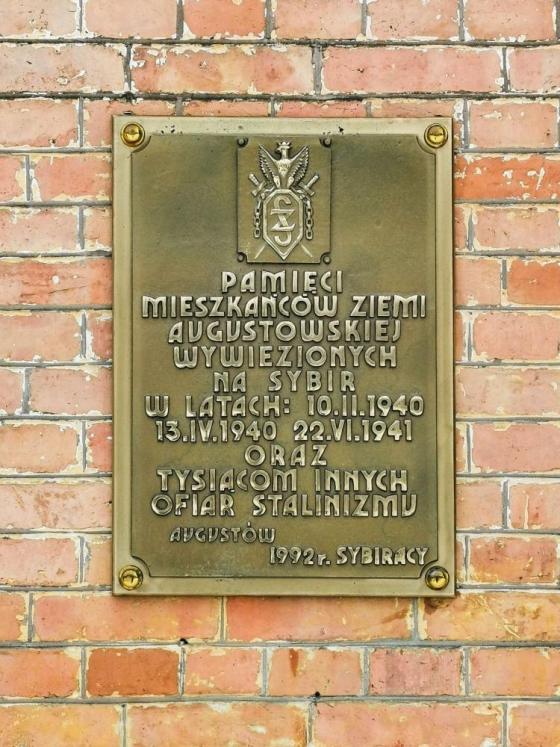 PAMIĘCI
MIESZKAŃCÓW ZIEMI
AUGUSTOWSKIEJ
WYWIEZIONYCH
NA SYBIR
W LATACH: 10.II.1940
13.IV.1940 22.VI.1941
ORAZ
TYSIĄCOM INNYCH
OFIAR STALINIZMU
AUGUSTÓW
1992 r. SYBIRACY